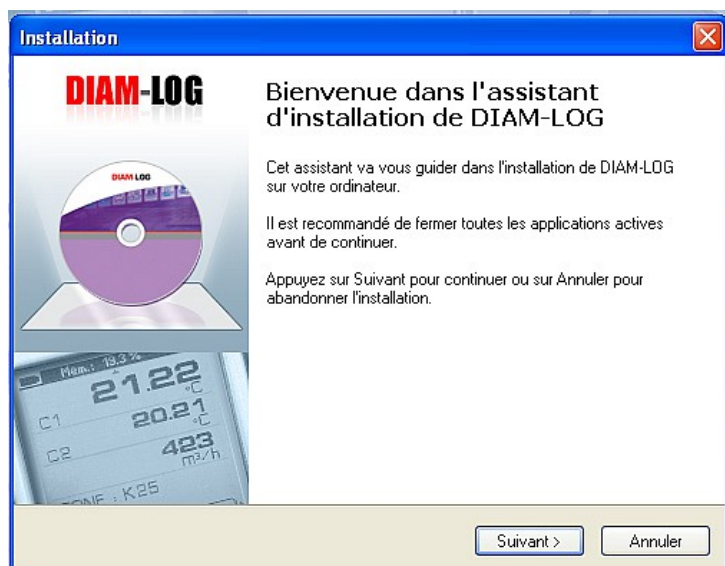 Installation
DIAM-LOG
DIAM LOG
Mem.: 19.3 %
21.22
°C
C1
20.21
°C
C2
423
m³/h
ZONE : K25
Bienvenue dans l'assistant
d'installation de DIAM-LOG
Cet assistant va vous guider dans l'installation de DIAM-LOG
sur votre ordinateur.
Il est recommandé de fermer toutes les applications actives
avant de continuer.
Appuyez sur Suivant pour continuer ou sur Annuler pour
abandonner l'installation.
Suivant >
Annuler